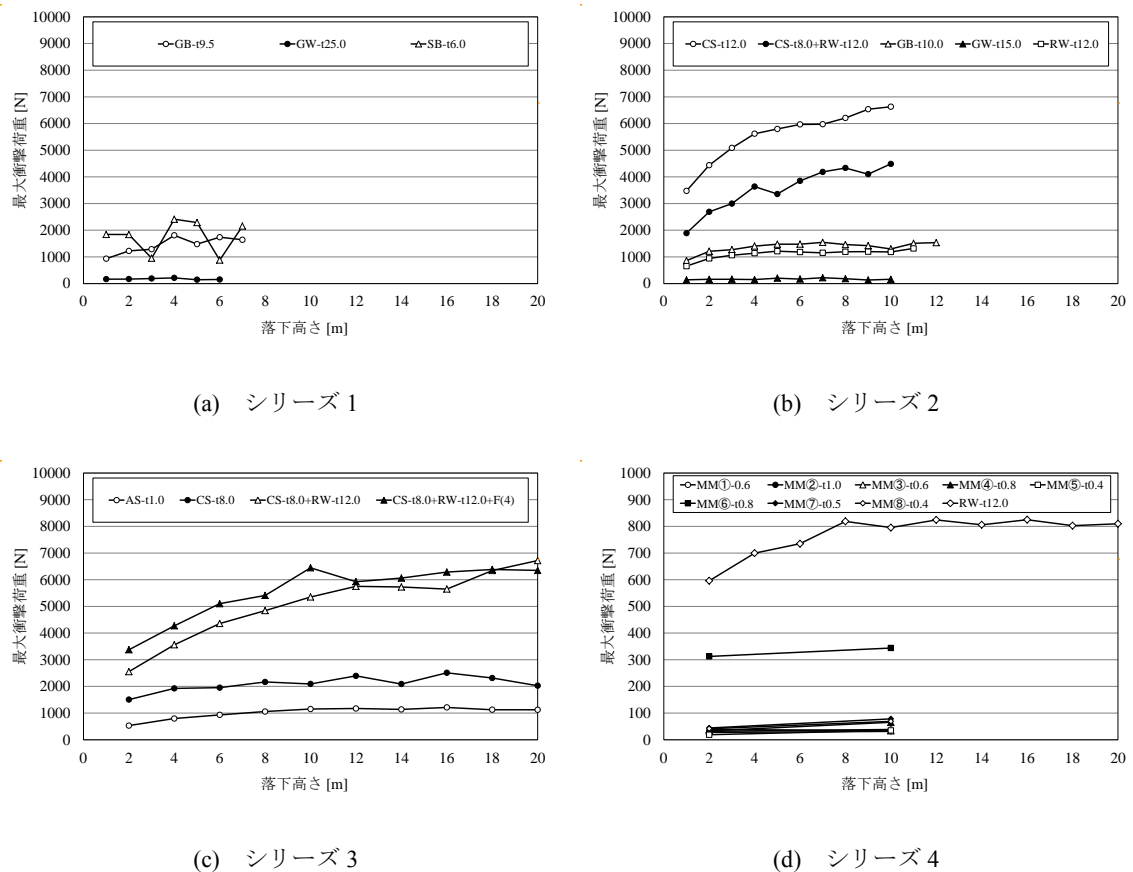 10000
9000
8000
7000
6000
5000
4000
3000
2000
1000
0
最大衝撃荷重 [N]
GB-t9.5 GW-t25.0 SB-t6.0
0 2 4 6 8 10 12 14 16 18 20
落下高さ [m]
(a) シリーズ 1
10000
9000
8000
7000
6000
5000
4000
3000
2000
1000
0
最大衝撃荷重 [N]
CS-t12.0 CS-t8.0+RW-t12.0 GB-t10.0 GW-t15.0 RW-t12.0
0 2 4 6 8 10 12 14 16 18 20
落下高さ [m]
(b) シリーズ 2
10000
9000
8000
7000
6000
5000
4000
3000
2000
1000
0
最大衝撃荷重 [N]
AS-t1.0 CS-t8.0 CS-t8.0+RW-t12.0 CS-t8.0+RW-t12.0+F(4)
0 2 4 6 8 10 12 14 16 18 20
落下高さ [m]
(c) シリーズ 3
1000
900
800
700
600
500
400
300
200
100
0
最大衝撃荷重 [N]
MM①-0.6 MM②-t1.0 MM③-t0.6 MM④-t0.8 MM⑤-t0.4
MM⑥-t0.8 MM⑦-t0.5 MM⑧-t0.4 RW-t12.0
0 2 4 6 8 10 12 14 16 18 20
落下高さ [m]
(d) シリーズ 4